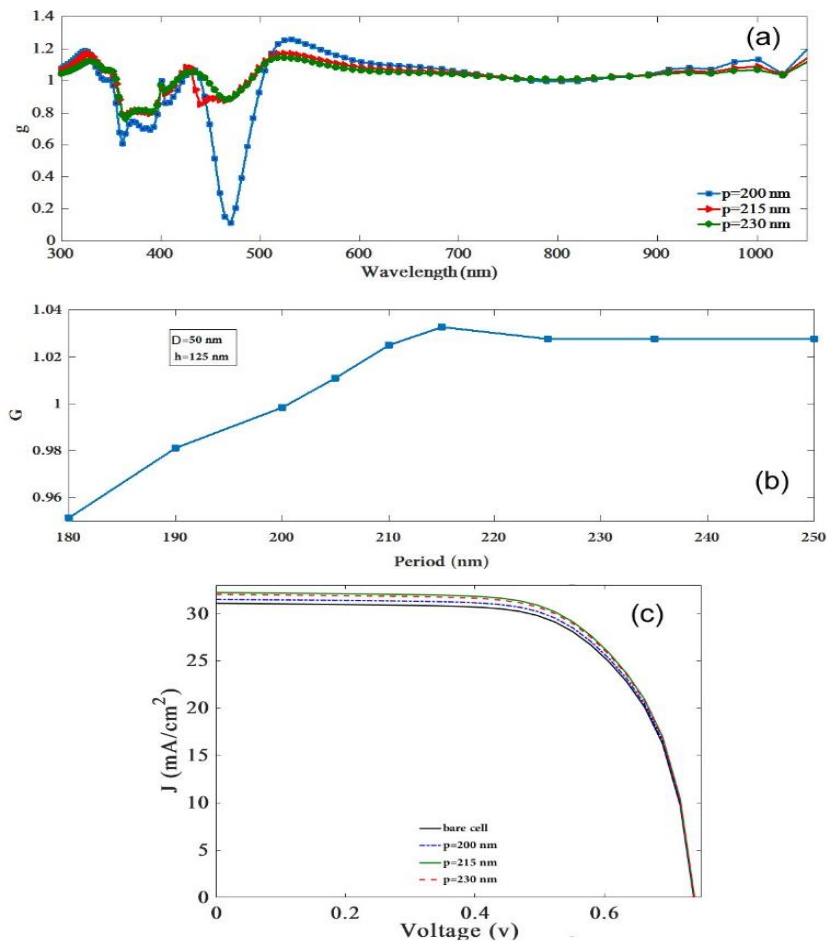 1.4
1.2
1
0.8
0.6
0.4
0.2
0
g
(a)
p=200 nm
p=215 nm
p=230 nm
300 400 500 600 700 800 900 1000
Wavelength (nm)
1.04
1.02
1
0.98
0.96
G
D=50 nm
h=125 nm
(b)
180 190 200 210 220 230 240 250
Period (nm)
30
25
20
15
10
5
0
J (mA/cm²)
(c)
bare cell
p=200 nm
p=215 nm
p=230 nm
0 0.2 0.4 0.6
Voltage (v)